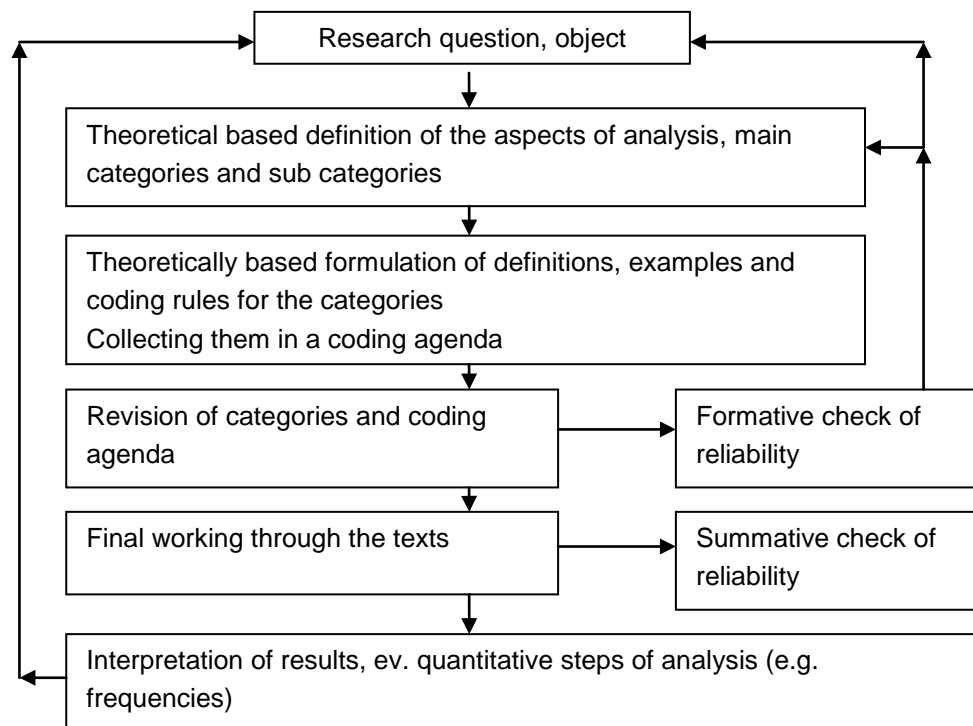 Research question, object
Theoretical based definition of the aspects of analysis, main
categories and sub categories
Theoretically based formulation of definitions, examples and
coding rules for the categories
Collecting them in a coding agenda
Revision of categories and coding
agenda
Formative check of
reliability
Final working through the texts
Summative check of
reliability
Interpretation of results, ev. quantitative steps of analysis (e.g.
frequencies)